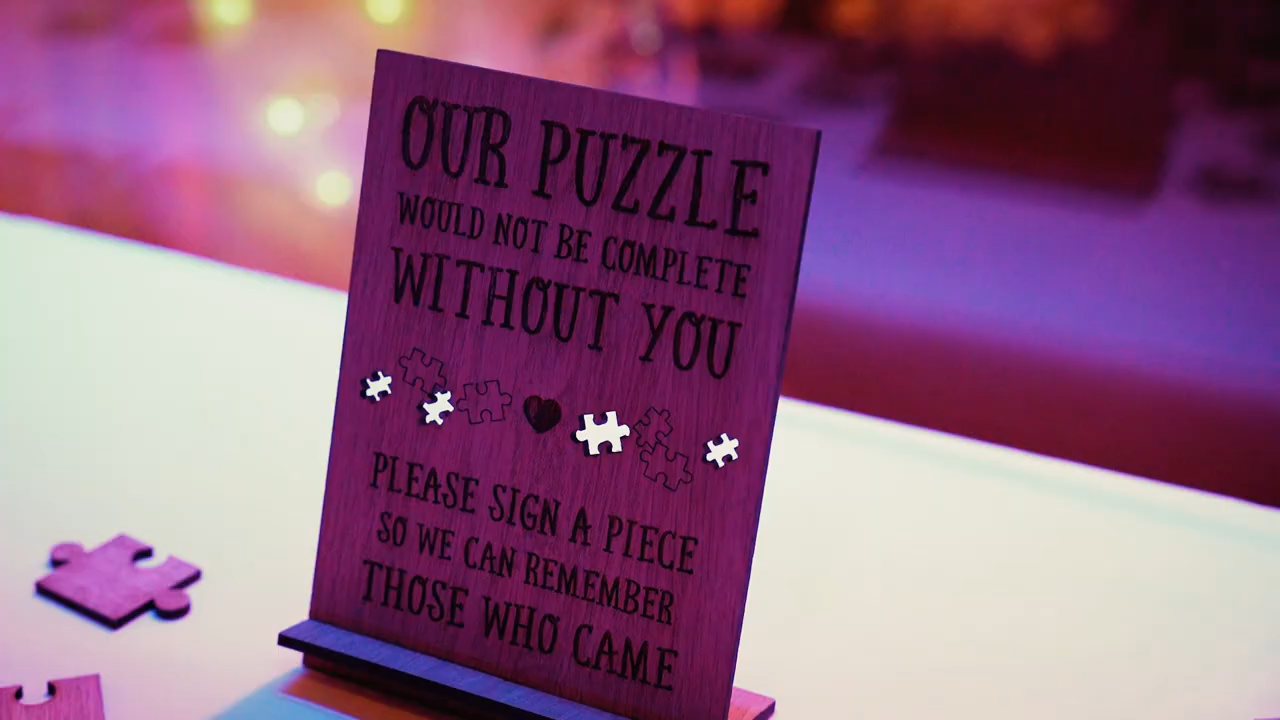 OUR PUZZLE
WOULD NOT BE COMPLETE
WITHOUT YOU
PLEASE SIGN A PIECE
SO WE CAN REMEMBER
THOSE WHO CAME